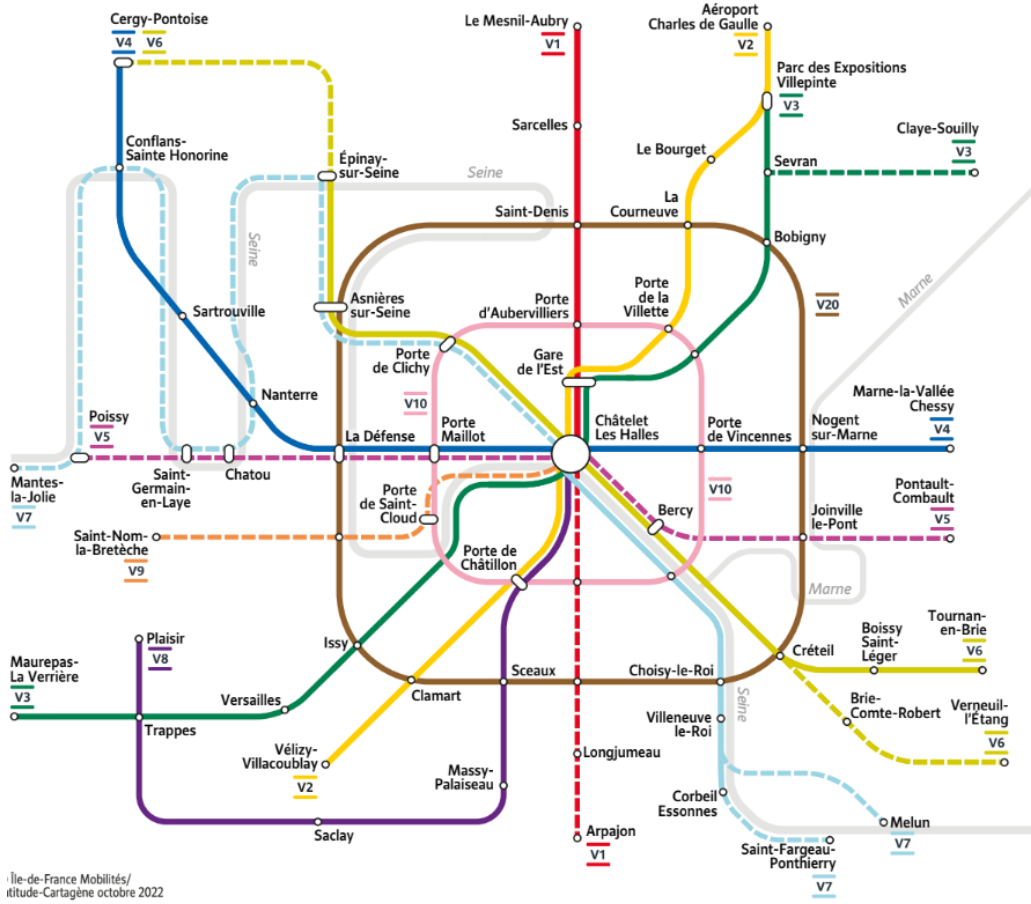 Cergy-Pontoise
V4 V6
Le Mesnil-Aubry
V1
Aéroport
Charles de Gaulle
V2
Parc des Expositions
Villepinte
V3
Sarcelles
Claye-Souilly
V3
Conflans-
Sainte Honorine
Épinay-
sur-Seine
Seine
Le Bourget
Sevran
La
Courneuve
Saint-Denis
Bobigny
Seine
Marne
Sartrouville
Asnières
sur-Seine
Porte
d'Aubervilliers
Porte
de la
Villette
V20
Porte
de Clichy
Gare
de l'Est
Nanterre
V10
Marne-la-Vallée
Chessy
V4
Poissy
V5
La Défense
Porte
Maillot
Châtelet
Les Halles
Porte
de Vincennes
Nogent
sur-Marne
Mantes-
la-Jolie
V7
Saint-
Germain-
en-Laye
Chatou
Porte
de Saint-
Cloud
V10
Bercy
Joinville
le-Pont
Pontault-
Combault
V5
Saint-Nom-
la-Bretèche
V9
Porte de
Châtillon
Marne
Plaisir
V8
Issy
Créteil
Boissy
Saint-
Léger
Tournan-
en-Brie
V6
Maurepas-
La Verrière
V3
Versailles
Clamart
Sceaux
Choisy-le-Roi
Seine
Brie-
Comte-Robert
Verneuil-
l'Étang
V6
Trappes
Villeneuve
le-Roi
Vélizy-
Villacoublay
V2
Massy-
Palaiseau
Longjumeau
Corbeil
Essonnes
Saclay
Arpajon
V1
Melun
V7
Saint-Fargeau-
Ponthierry
V7
Île-de-France Mobilités/
titude-Cartagène octobre 2022